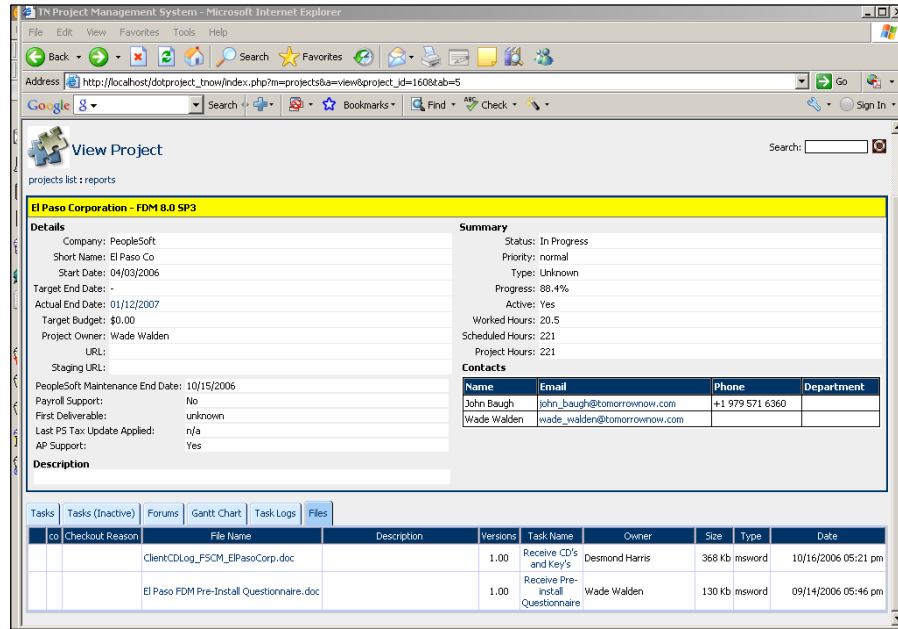 TN Project Management System - Microsoft Internet Explorer
File Edit View Favorites Tools Help
Back Search Favorites
Address http://localhost/dotproject_tnow/index.php?m=projects&a=view&project_id=160&tab=5 Go
Google Search Bookmarks Find Check Sign In
View Project
Search:
projects list : reports
El Paso Corporation - FDM 8.0 SP3
Details
Company: PeopleSoft
Short Name: El Paso Co
Start Date: 04/03/2006
Target End Date: -
Actual End Date: 01/12/2007
Target Budget: $0.00
Project Owner: Wade Walden
URL:
Staging URL:
PeopleSoft Maintenance End Date: 10/15/2006
Payroll Support: No
First Deliverable: unknown
Last PS Tax Update Applied: n/a
AP Support: Yes
Description
Summary
Status: In Progress
Priority: normal
Type: Unknown
Progress: 88.4%
Active: Yes
Worked Hours: 20.5
Scheduled Hours: 221
Project Hours: 221
Contacts
Name Email Phone Department
John Baugh john_baugh@tomorrownow.com +1 979 571 6360
Wade Walden wade_walden@tomorrownow.com
Tasks Tasks (Inactive) Forums Gantt Chart Task Logs Files
co Checkout Reason File Name Description Versions Task Name Owner Size Type Date
ClientCDLog_FSCM_ElPasoCorp.doc 1.00 Receive CD's and Key's Desmond Harris 368 Kb msword 10/16/2006 05:21 pm
El Paso FDM Pre-Install Questionnaire.doc 1.00 Receive Pre-install Questionnaire Wade Walden 130 Kb msword 09/14/2006 05:46 pm